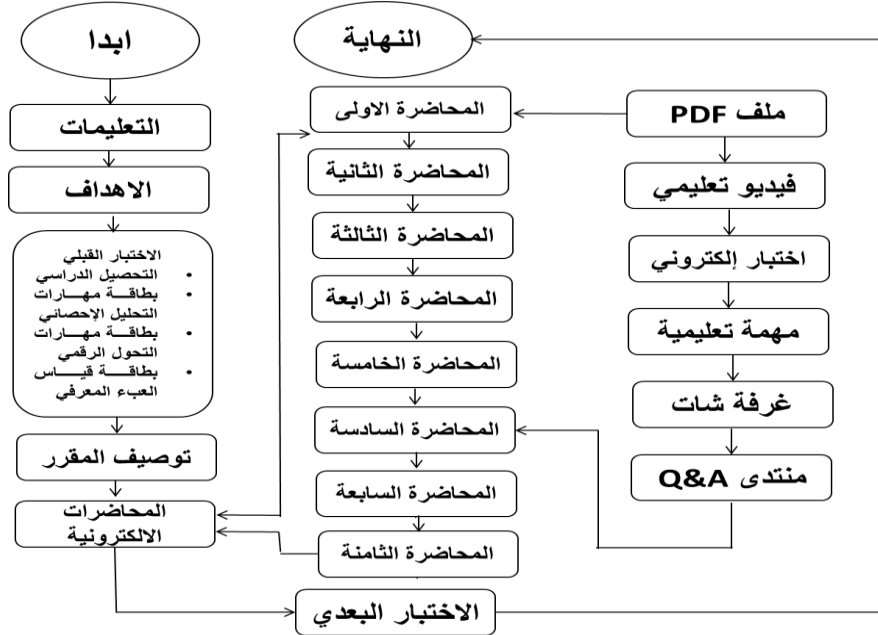 ابدا
التعليمات
الاهداف
الاختبار القبلي
• التحصيل الدراسي
• بطاقة مهارات
التحليل الإحصائي
• بطاقة مهارات
التحول الرقمي
• بطاقة قياس
العبء المعرفي
توصيف المقرر
المحاضرات
الالكترونية
النهاية
المحاضرة الاولى
المحاضرة الثانية
المحاضرة الثالثة
المحاضرة الرابعة
المحاضرة الخامسة
المحاضرة السادسة
المحاضرة السابعة
المحاضرة الثامنة
الاختبار البعدي
ملف PDF
فيديو تعليمي
اختبار إلكتروني
مهمة تعليمية
غرفة شات
منتدى Q&A